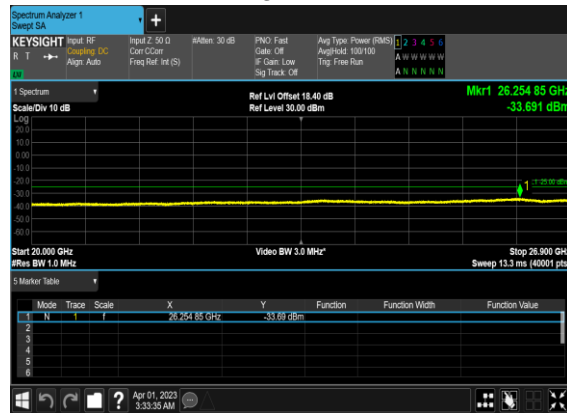 Spectrum Analyzer 1
Swept SA
+
KEYSIGHT Input: RF Input Z: 50 Ω #Atten: 30 dB PNO: Fast Avg Type: Power (RMS) 1 2 3 4 5 6
R T Coupling: DC Corr CCorr Gate: Off Avg|Hold: 100/100 A W W W W W
Align: Auto Freq Ref: Int (S) IF Gain: Low Trig: Free Run
LW Sig Track: Off A N N N N N
1 Spectrum Ref Lvl Offset 18.40 dB Mkr1 26.254 85 GHz
Scale/Div 10 dB Ref Level 30.00 dBm -33.691 dBm
Log
20.0
10.0
0.00
-10.0
-20.0
-30.0
-40.0
-50.0
-60.0
1
Start 20.000 GHz Video BW 3.0 MHz* Stop 26.900 GHz
#Res BW 1.0 MHz Sweep 13.3 ms (40001 pts
5 Marker Table
Mode Trace Scale X Y Function Function Width Function Value
1 N 1 f 26.254 85 GHz -33.69 dBm
2
3
4
5
6
? Apr 01, 2023
3:33:35 AM